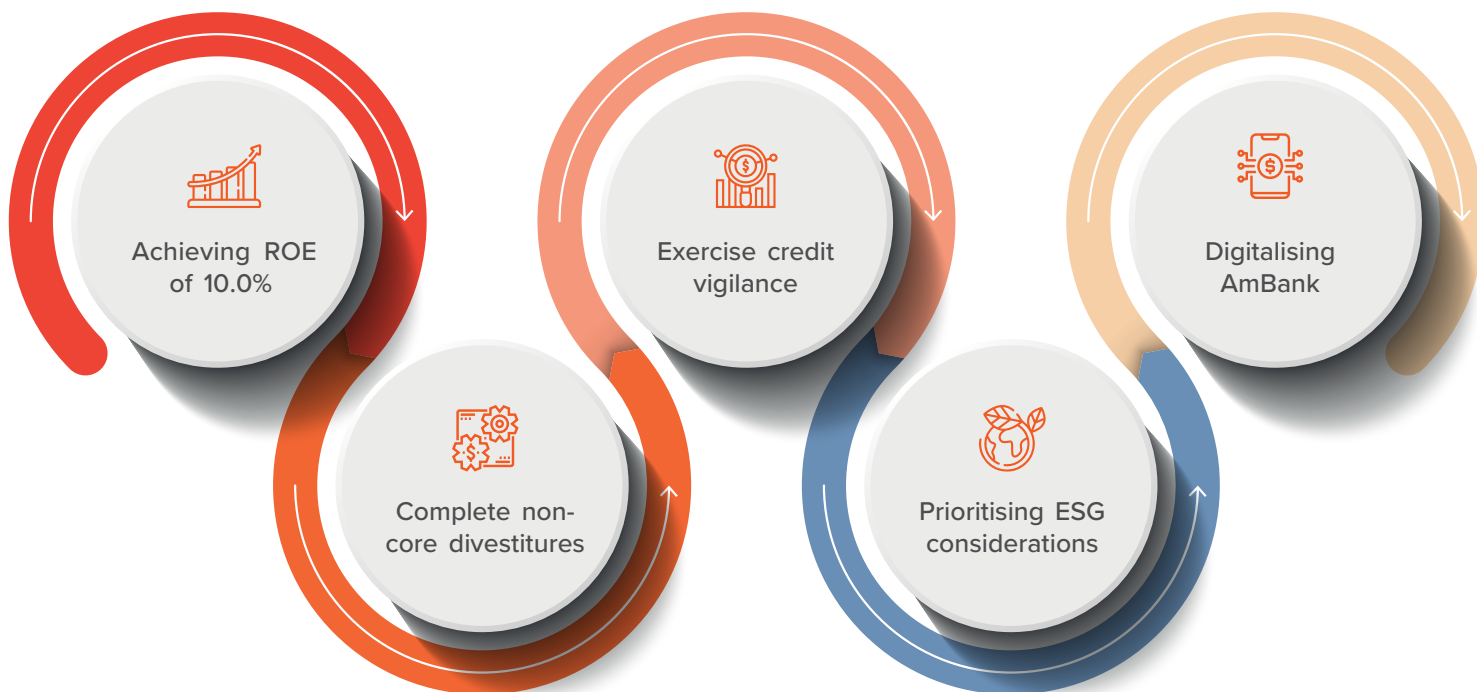 Achieving ROE
of 10.0%
Complete non-
core divestitures
Exercise credit
vigilance
Prioritising ESG
considerations
Digitalising
AmBank